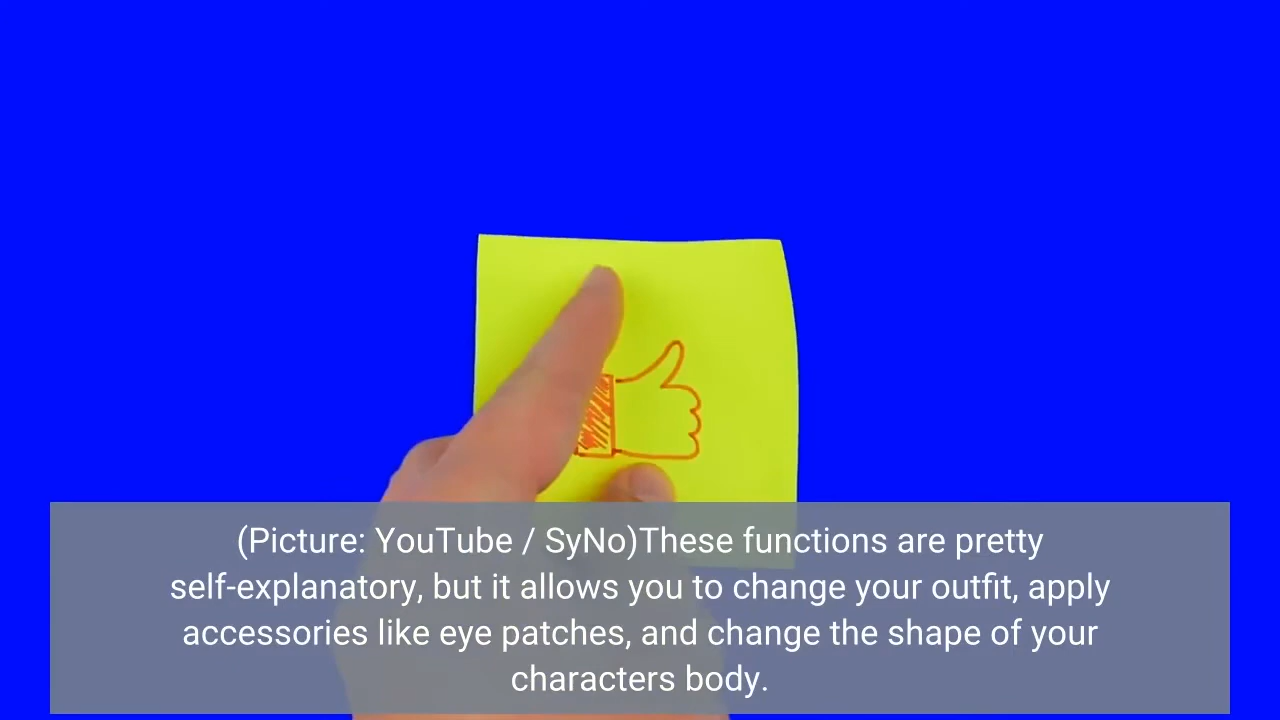 (Picture: YouTube / SyNo)These functions are pretty
self-explanatory, but it allows you to change your outfit, apply
accessories like eye patches, and change the shape of your
characters body.